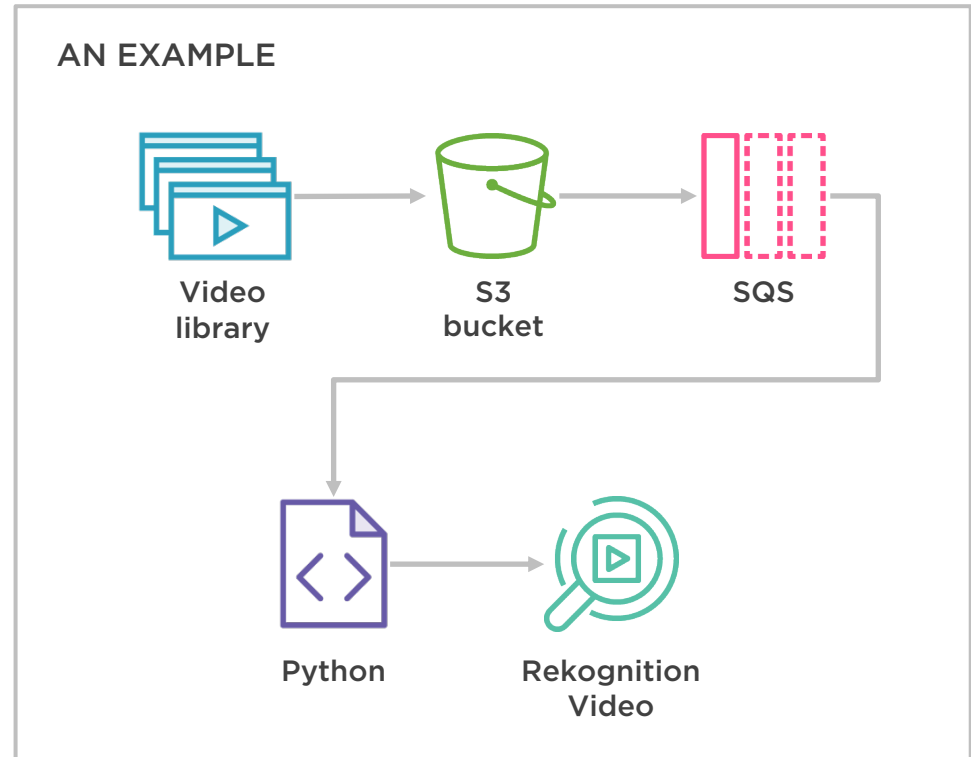 AN EXAMPLE
Video
library
S3
bucket
SQS
Python
Rekognition
Video